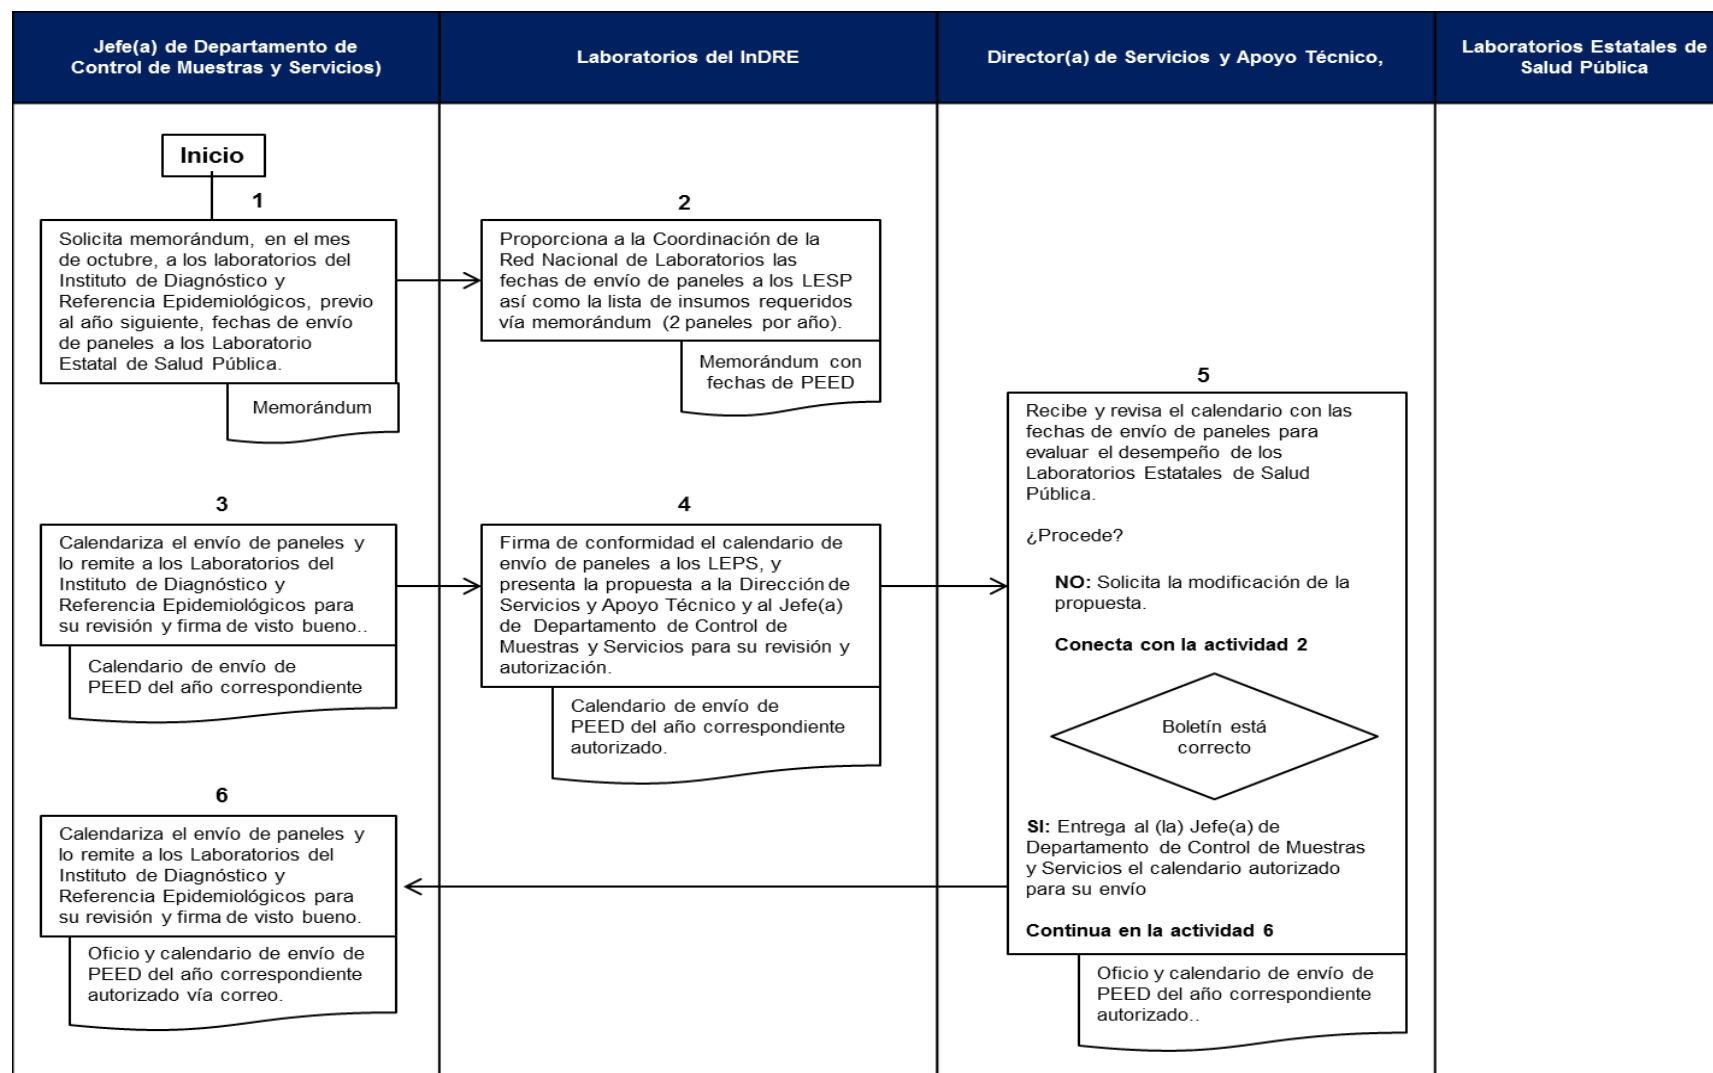 Jefe(a) de Departamento de
Control de Muestras y Servicios)
Laboratorios del InDRE
Director(a) de Servicios y Apoyo Técnico,
Laboratorios Estatales de
Salud Pública
Inicio
1
Solicita memorándum, en el mes
de octubre, a los laboratorios del
Instituto de Diagnóstico y
Referencia Epidemiológicos, previo
al año siguiente, fechas de envío
de paneles a los Laboratorio
Estatal de Salud Pública.
Memorándum
2
Proporciona a la Coordinación de la
Red Nacional de Laboratorios las
fechas de envío de paneles a los LESP
así como la lista de insumos requeridos
vía memorándum (2 paneles por año).
Memorándum con
fechas de PEED
3
Calendariza el envío de paneles y
lo remite a los Laboratorios del
Instituto de Diagnóstico y
Referencia Epidemiológicos para
su revisión y firma de visto bueno..
Calendario de envío de
PEED del año correspondiente
4
Firma de conformidad el calendario de
envío de paneles a los LEPS, y
presenta la propuesta a la Dirección de
Servicios y Apoyo Técnico y al Jefe(a)
de Departamento de Control de
Muestras y Servicios para su revisión y
autorización.
Calendario de envío de
PEED del año correspondiente
autorizado.
5
Recibe y revisa el calendario con las
fechas de envío de paneles para
evaluar el desempeño de los
Laboratorios Estatales de Salud
Pública.
¿Procede?
NO: Solicita la modificación de la
propuesta.
Conecta con la actividad 2
Boletín está
correcto
SI: Entrega al (la) Jefe(a) de
Departamento de Control de Muestras
y Servicios el calendario autorizado
para su envío
Continua en la actividad 6
Oficio y calendario de envío de
PEED del año correspondiente
autorizado..
6
Calendariza el envío de paneles y
lo remite a los Laboratorios del
Instituto de Diagnóstico y
Referencia Epidemiológicos para
su revisión y firma de visto bueno.
Oficio y calendario de envío de
PEED del año correspondiente
autorizado vía correo.